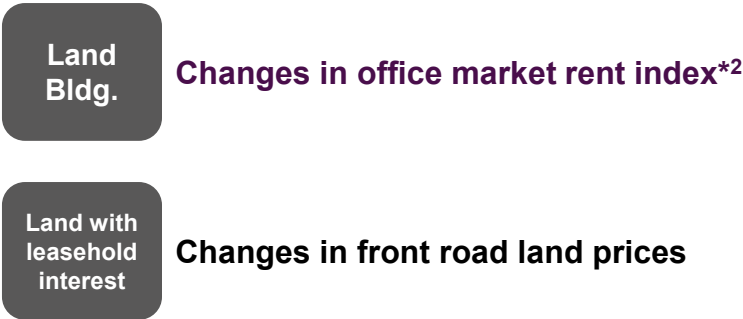 Land
Bldg.
Changes in office market rent index*2
Land with
leasehold
interest
Changes in front road land prices